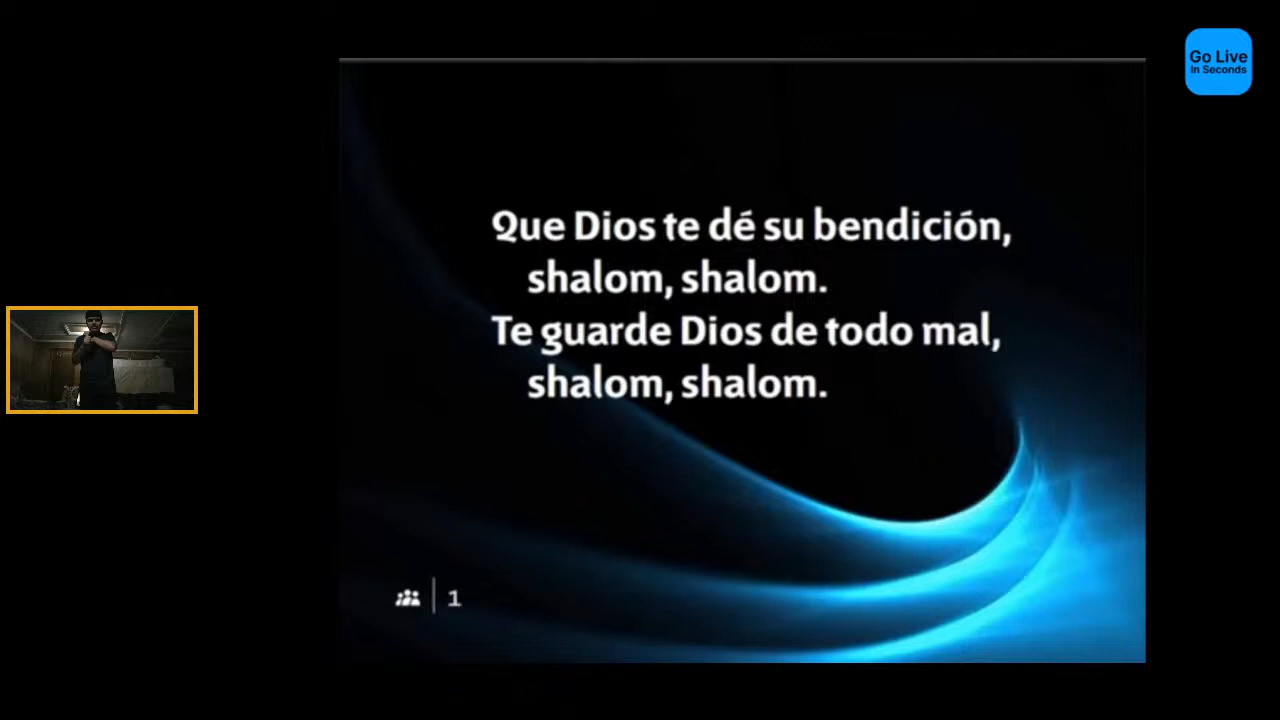 Go Live
In Seconds
Que Dios te dé su bendición,
shalom, shalom.
Te guarde Dios de todo mal,
shalom, shalom.
1